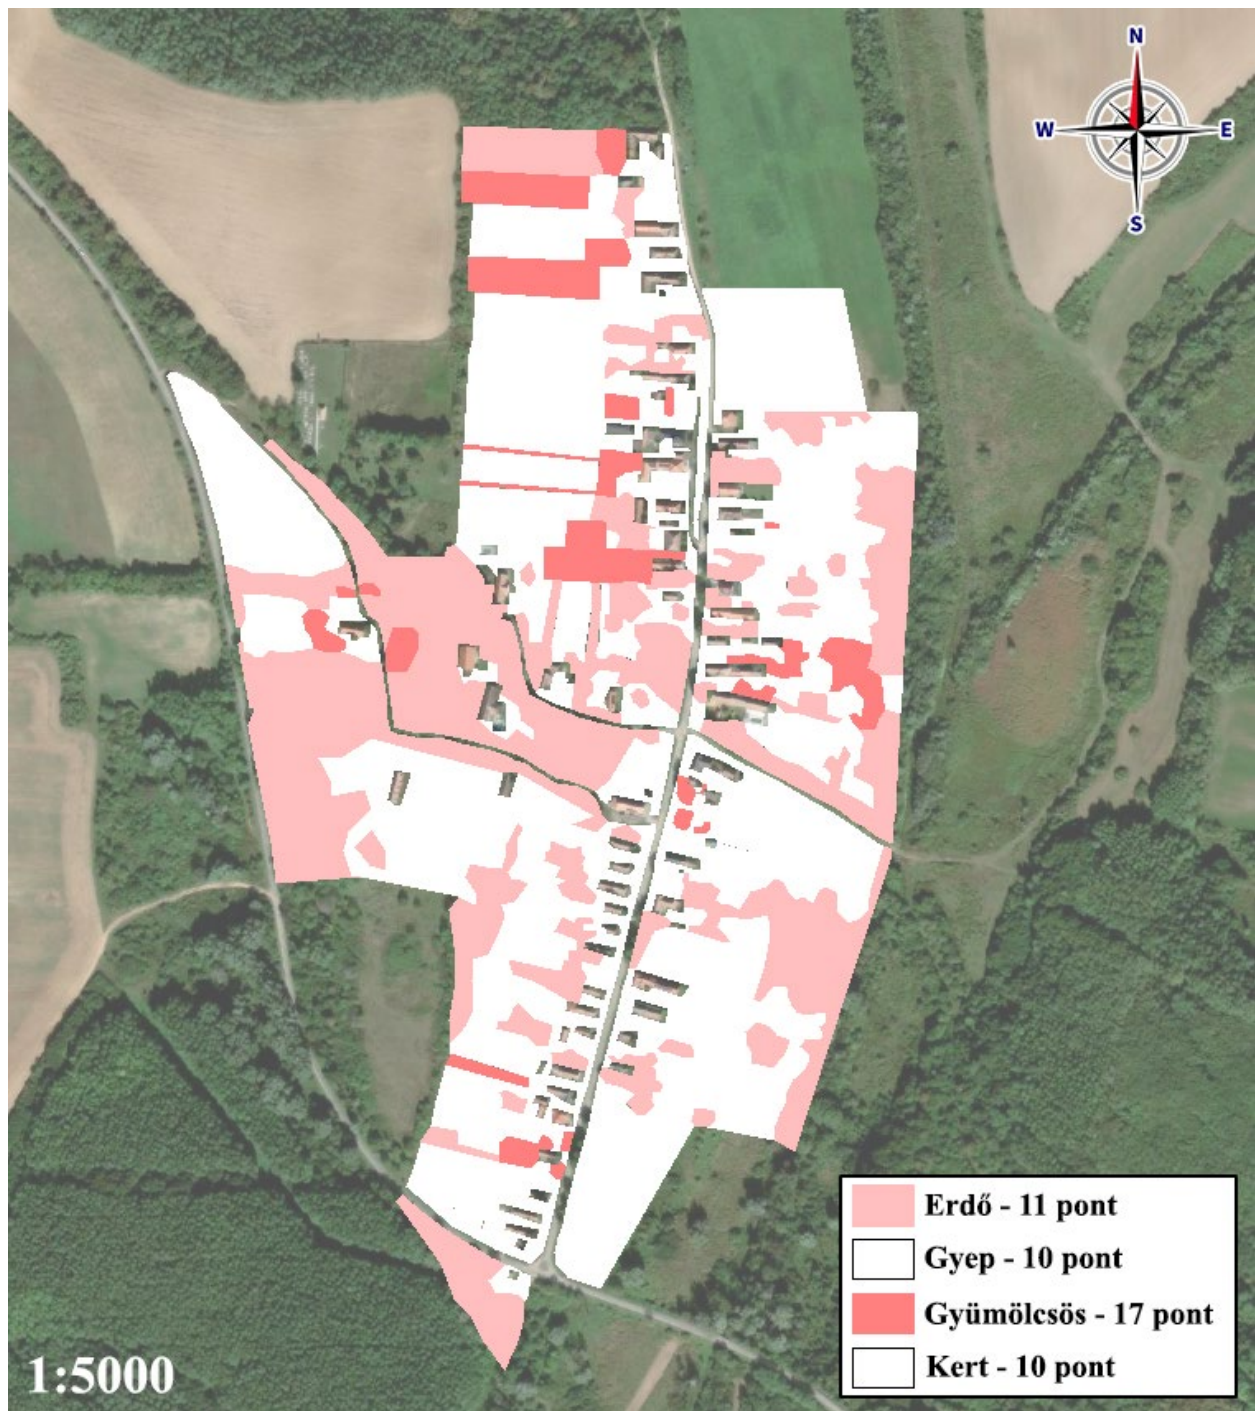 N
W E
S
Erdő - 11 pont
Gyep - 10 pont
Gyümölcsös - 17 pont
Kert - 10 pont
1:5000